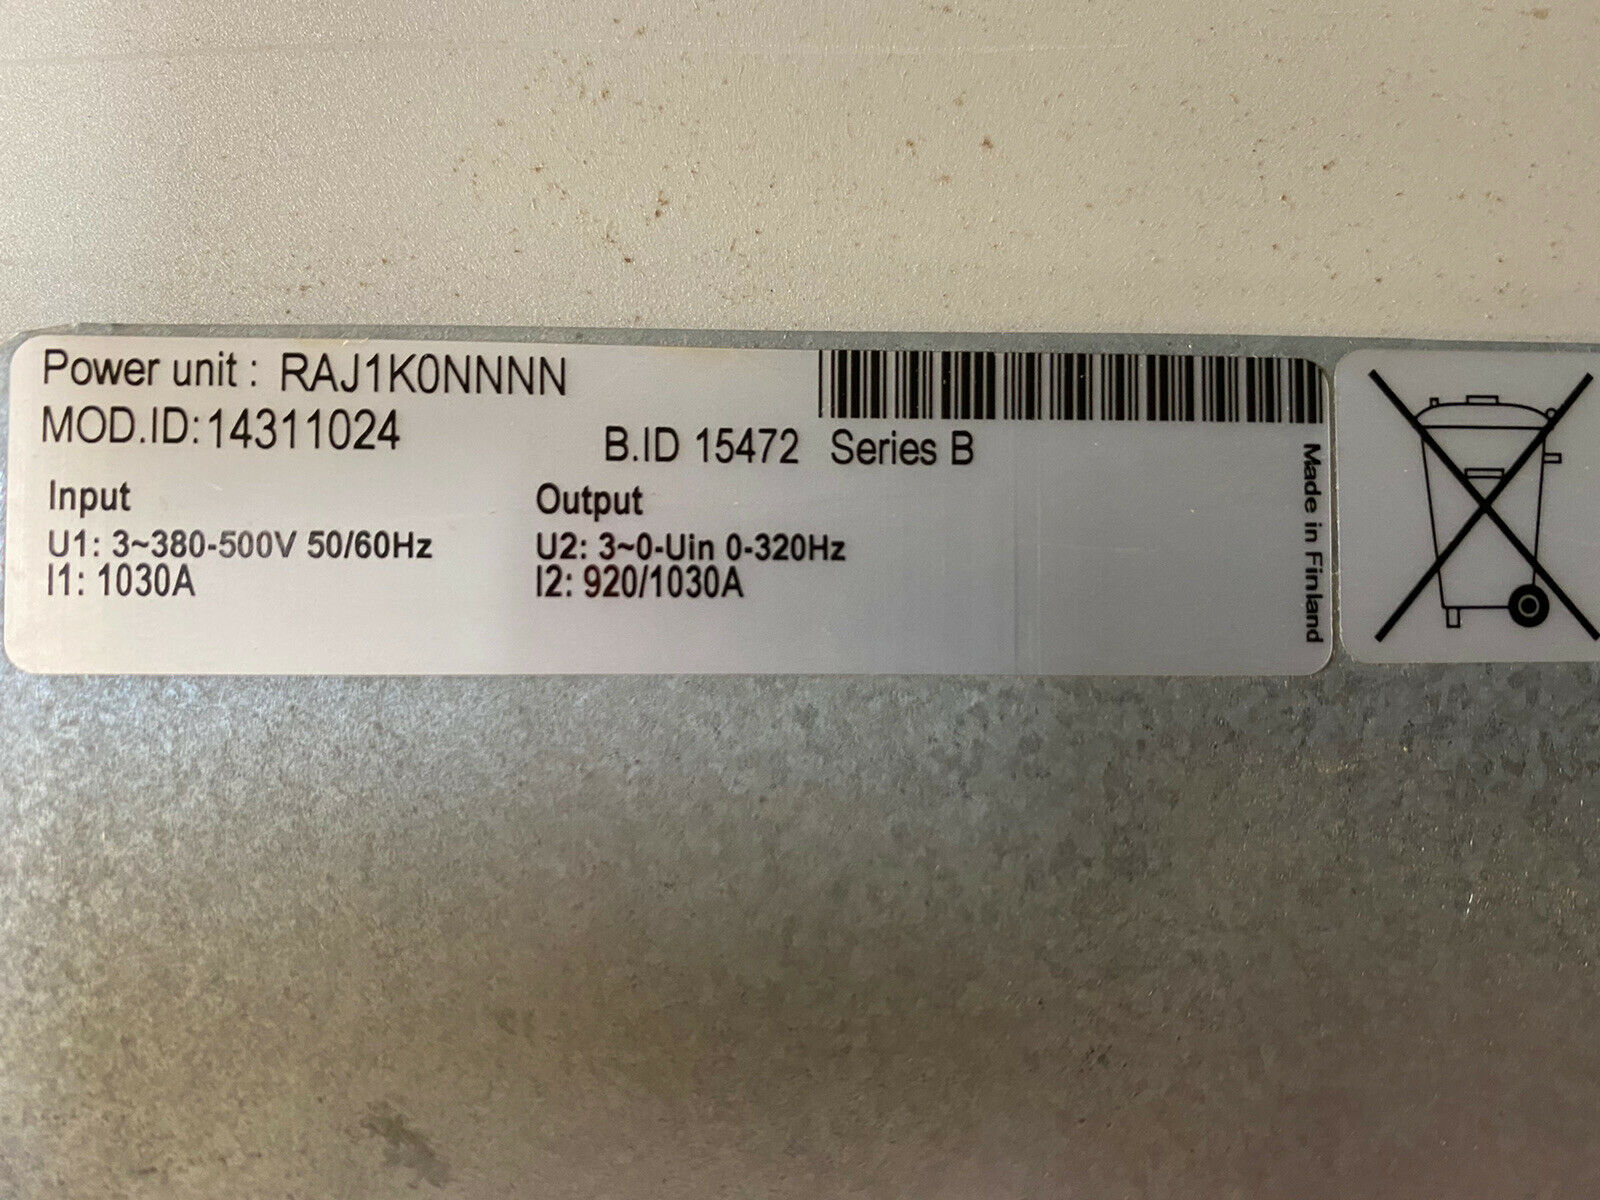 Power unit : RAJ1K0NNNN
MOD.ID:14311024
B.ID 15472 Series B
Input
U1: 3~380-500V 50/60Hz
I1: 1030A
Output
U2: 3~0-Uin 0-320Hz
I2: 920/1030A
Made in Finland